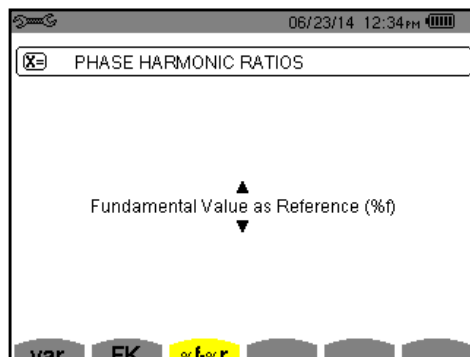 06/23/14 12:34PM
X= PHASE HARMONIC RATIOS
Fundamental Value as Reference (%f)
var FK %f-%r